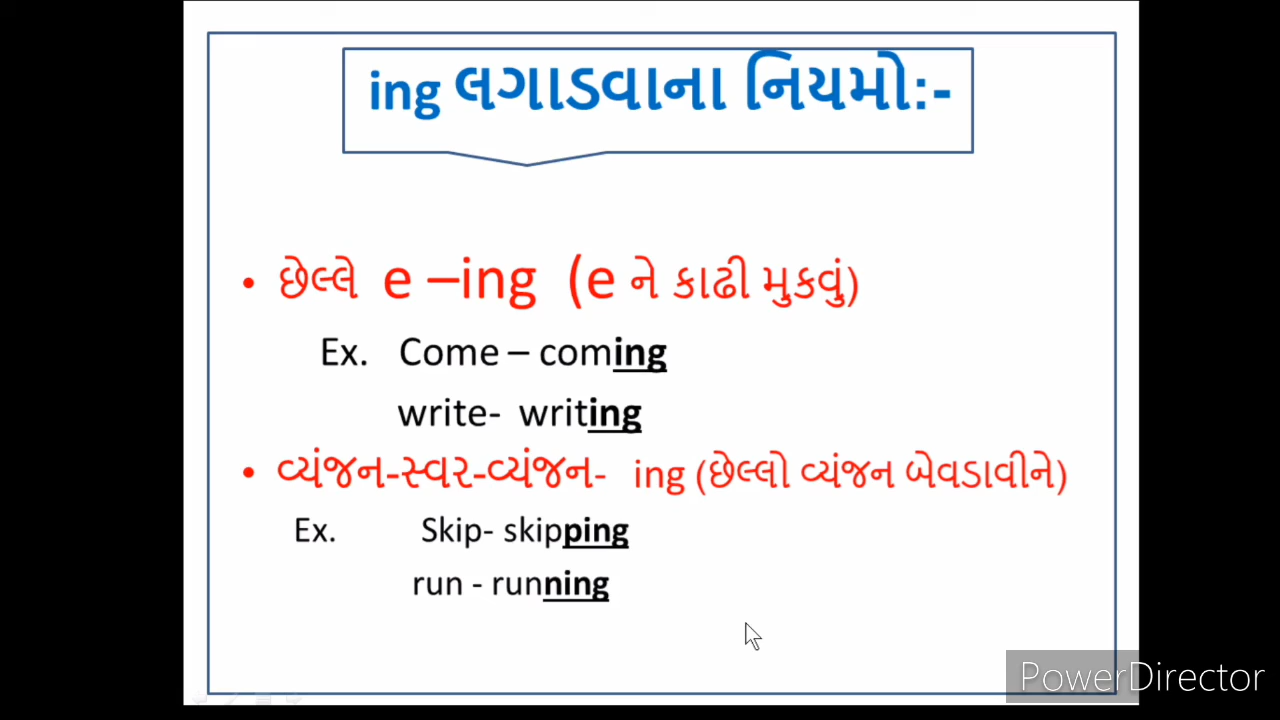 ing લગાડવાના નિયમો:-
• છેલ્લે e –ing (e ને કાઢી મુકવું)
Ex. Come – coming
write- writing
• વ્યંજન-સ્વર-વ્યંજન- ing (છેલ્લો વ્યંજન બેવડાવીને)
Ex. Skip- skipping
run - running
PowerDirector